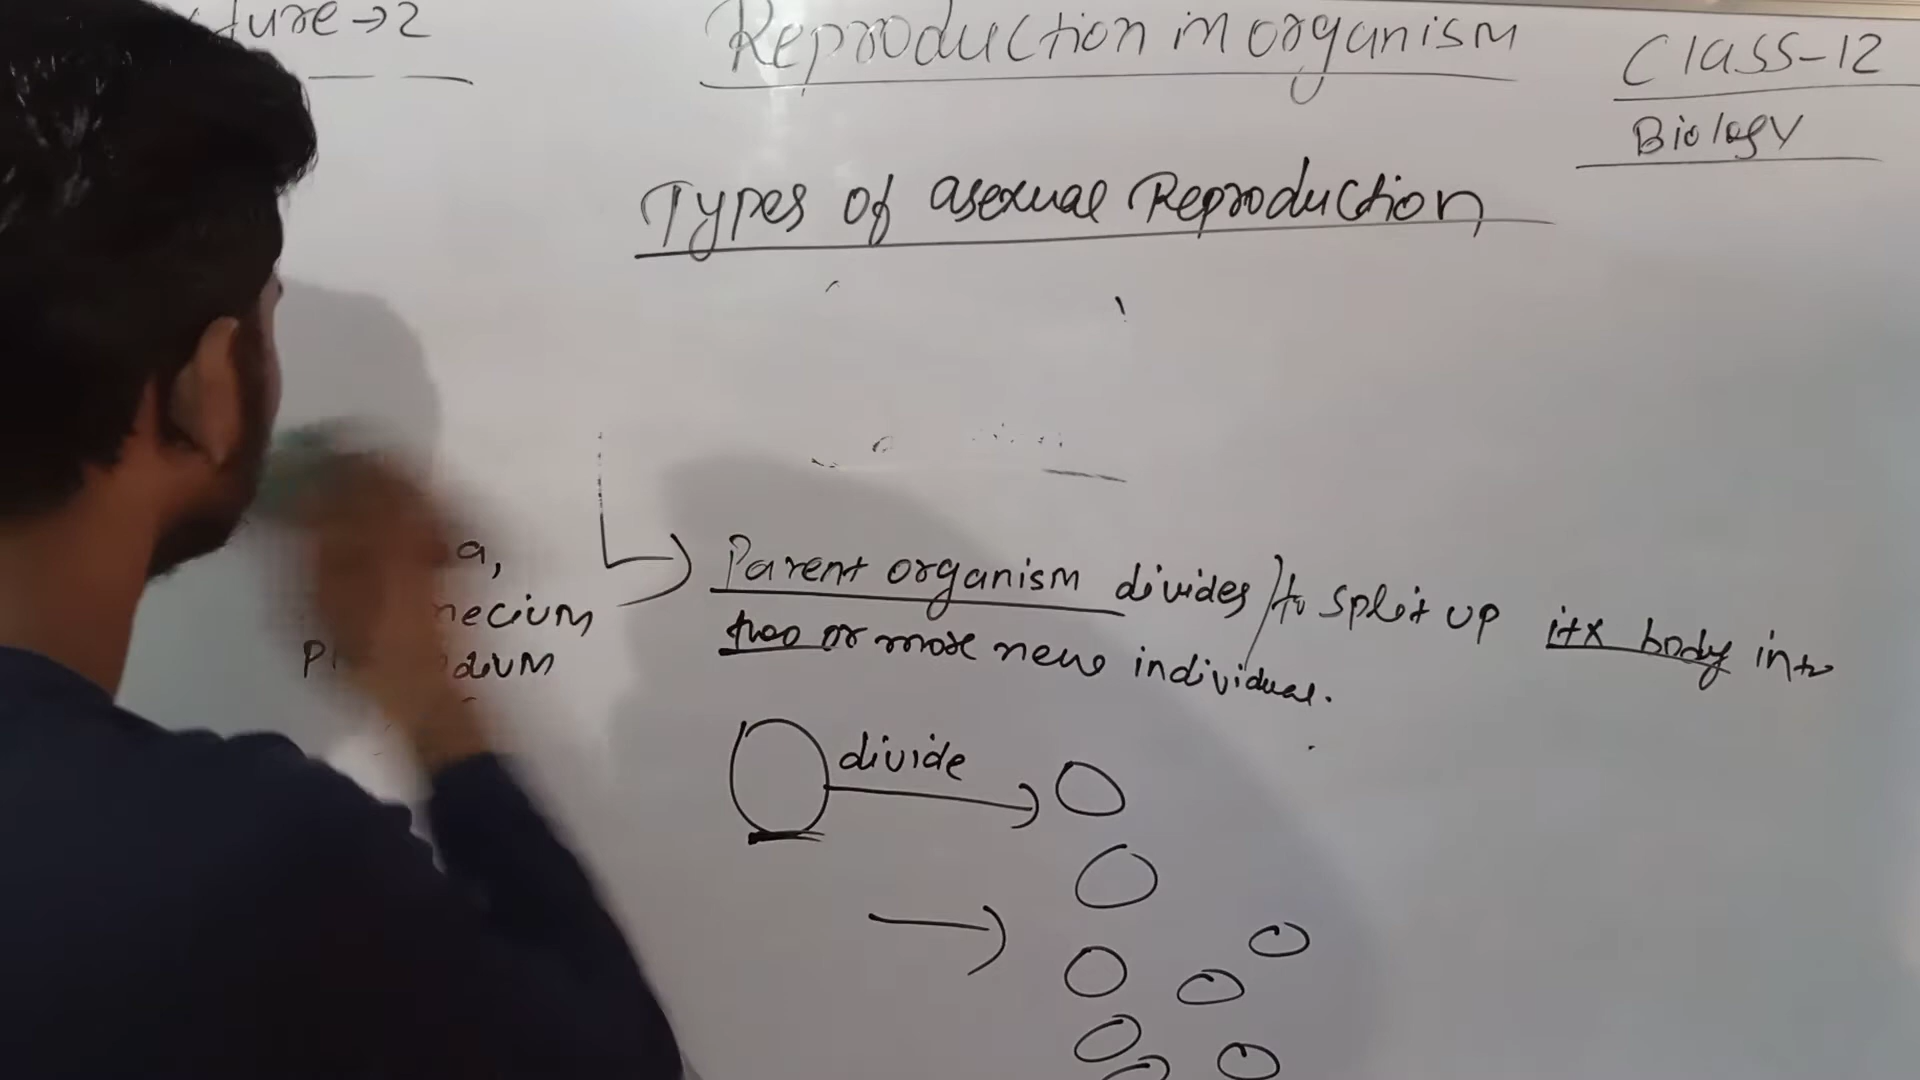 ture → 2
Reproduction in organism
Class-12
Biology
Types of asexual Reproduction
Parent organism divides / to split up its body into
two or more new individual.
a,
necium
P dium
divide